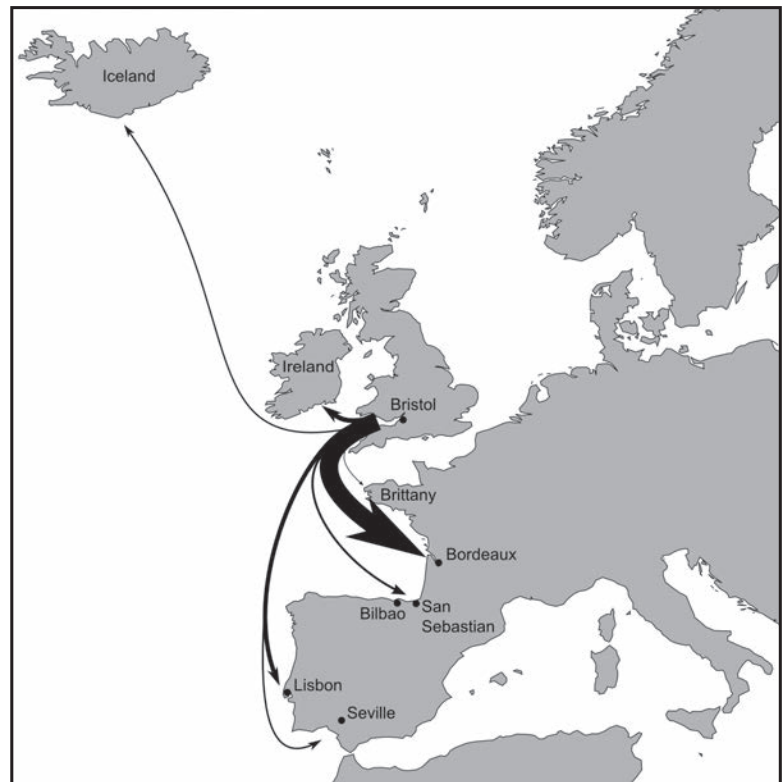 Iceland
Ireland
Bristol
Brittany
Bordeaux
Bilbao
San
Sebastian
Lisbon
Seville